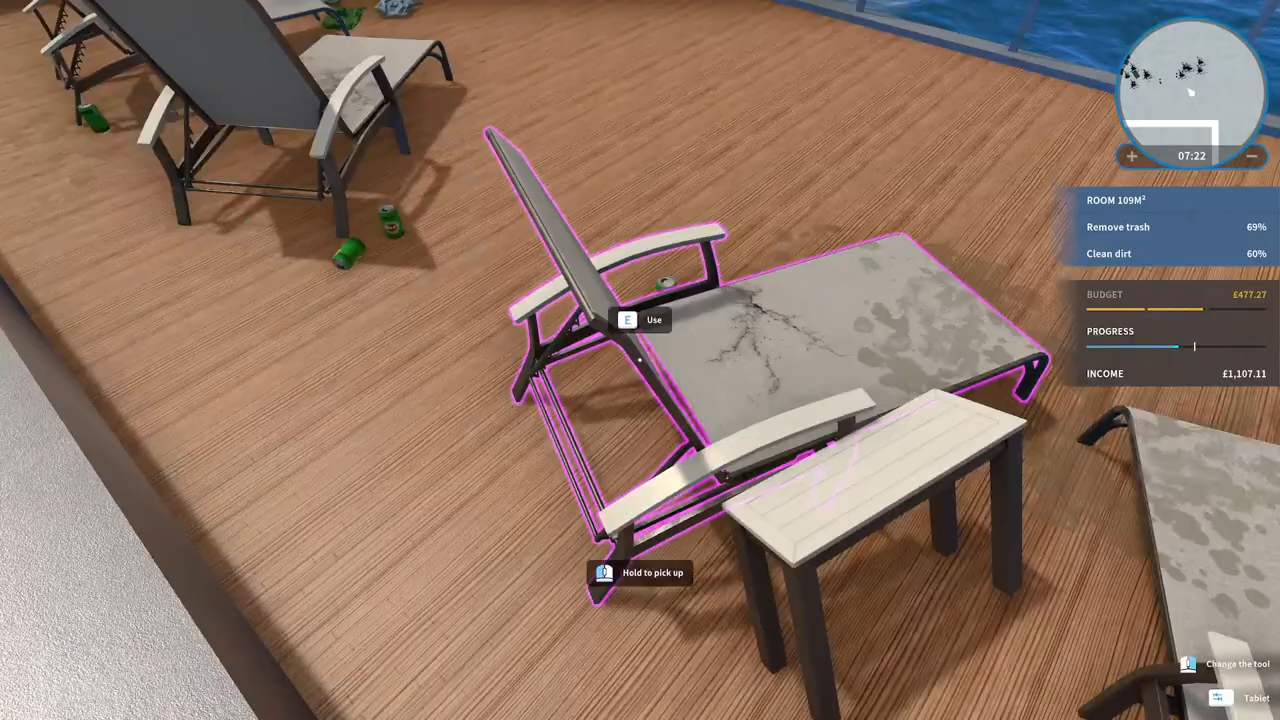 07:22
ROOM 109M²
Remove trash 69%
Clean dirt 60%
BUDGET £477.27
PROGRESS
INCOME £1,107.11
E Use
Hold to pick up
Change the tool
Tablet